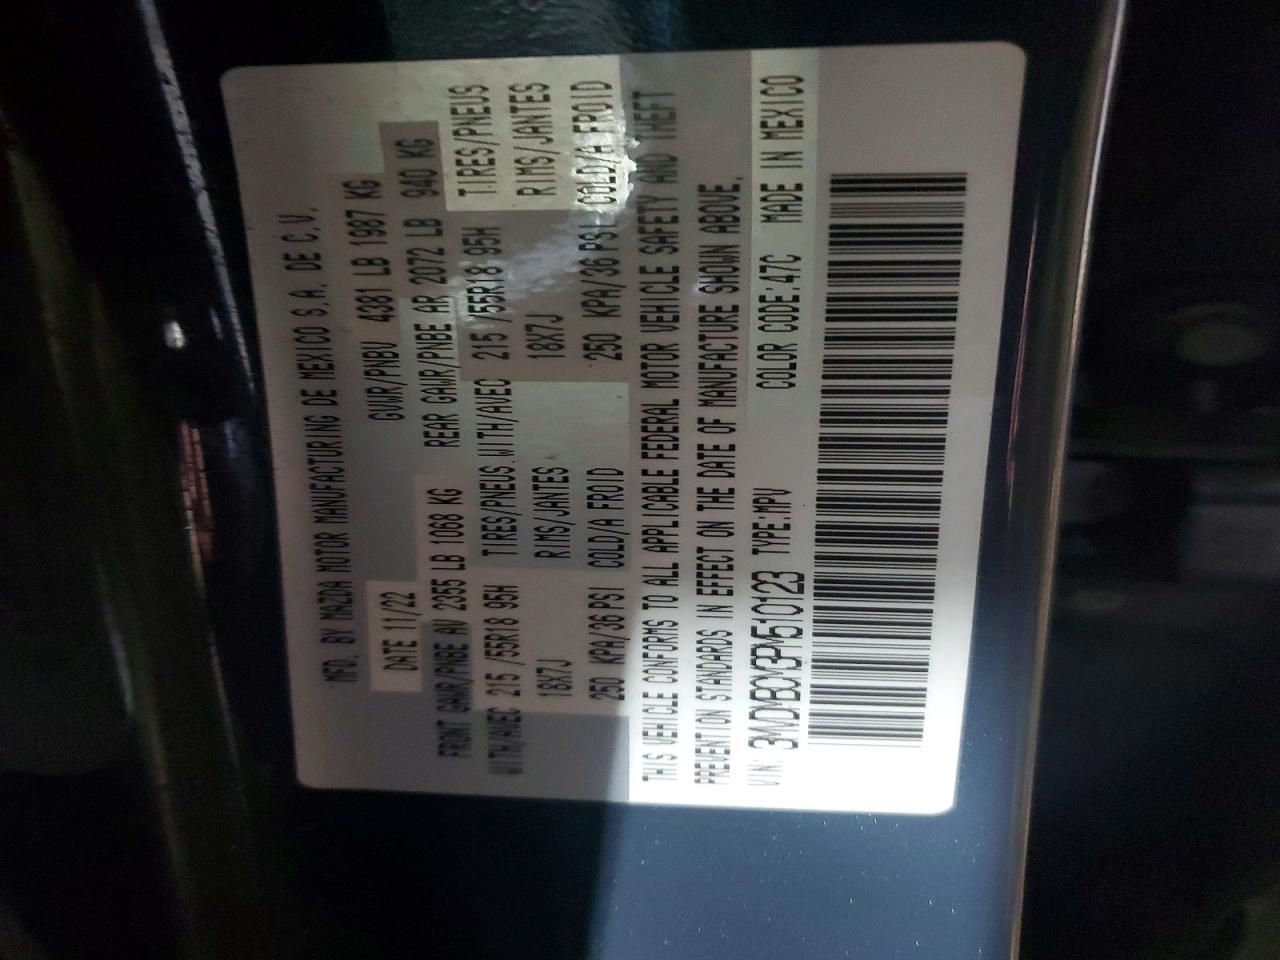 MFD. BY MAZDA MOTOR MANUFACTURING DE MEXICO S.A. DE C.V.
DATE 11/22 GVWR/PNBV 4381 LB 1987 KG
FRONT GAWR/PNBE AV 2355 LB 1068 KG REAR GAWR/PNBE AR 2072 LB 940 KG
WITH/AVEC 215 /55R18 95H TIRES/PNEUS,WITH/AVEC 215 /55R18 95H TIRES/PNEUS
18X7J RIMS/JANTES 18X7J RIMS/JANTES
250 KPA/36 PSI COLD/A FROID 250 KPA/36 PSI COLD/A FROID
THIS VEHICLE CONFORMS TO ALL APPLICABLE FEDERAL MOTOR VEHICLE SAFETY AND THEFT
PREVENTION STANDARDS IN EFFECT ON THE DATE OF MANUFACTURE SHOWN ABOVE.
VIN: TYPE:MPV COLOR CODE:47C MADE IN MEXICO